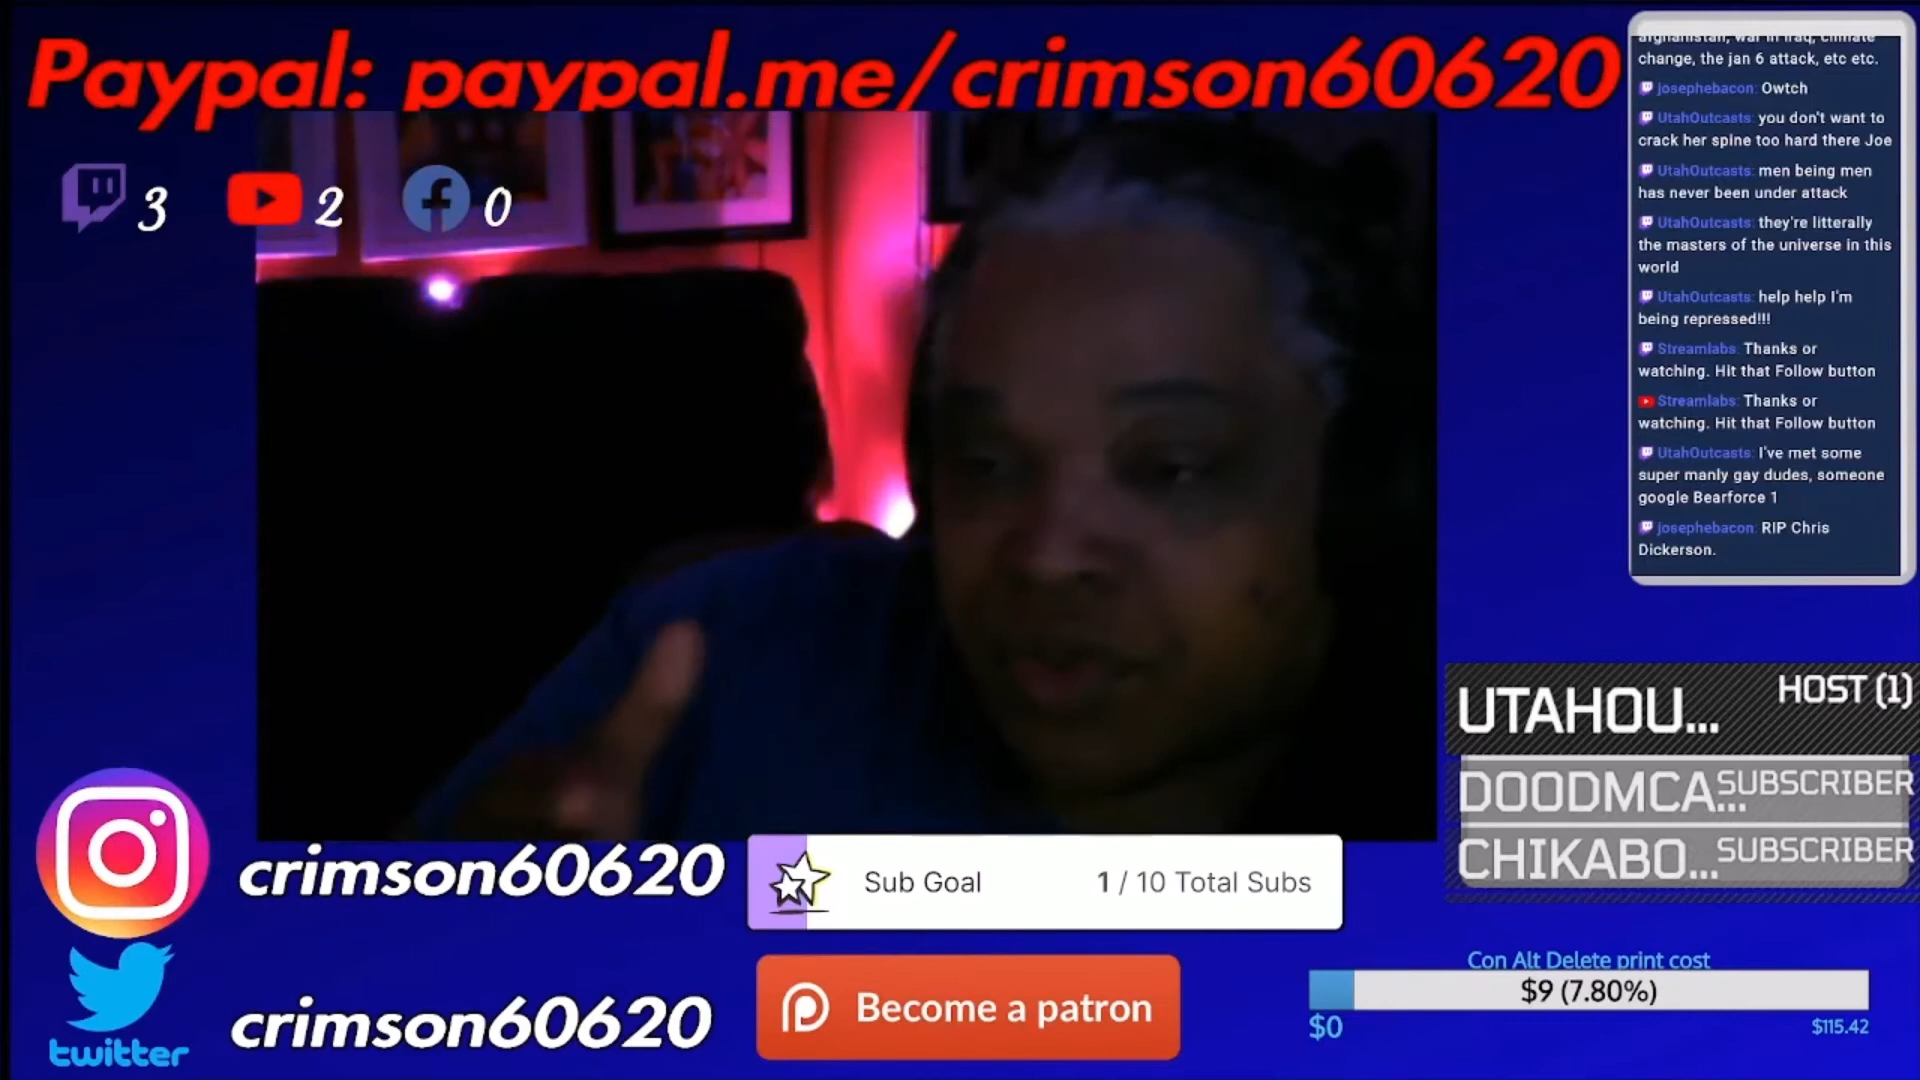 Paypal: paypal.me/crimson60620
3
2
0
afghanistan, war in iraq, climate
change, the jan 6 attack, etc etc.
josephebacon: Owtch
UtahOutcasts: you don't want to
crack her spine too hard there Joe
UtahOutcasts: men being men
has never been under attack
UtahOutcasts: they're litterally
the masters of the universe in this
world
UtahOutcasts: help help I'm
being repressed!!!
Streamlabs: Thanks or
watching. Hit that Follow button
Streamlabs: Thanks or
watching. Hit that Follow button
UtahOutcasts: I've met some
super manly gay dudes, someone
google Bearforce 1
josephebacon: RIP Chris
Dickerson.
UTAHOU... HOST (1)
DOODMCA... SUBSCRIBER
CHIKABO... SUBSCRIBER
crimson60620
Sub Goal 1 / 10 Total Subs
twitter
crimson60620
Become a patron
Con Alt Delete print cost
$9 (7.80%)
$0 $115.42